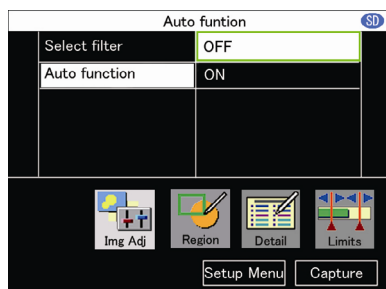 Auto funtion
SD
Select filter OFF
Auto function ON
Img Adj Region Detail Limits
Setup Menu Capture